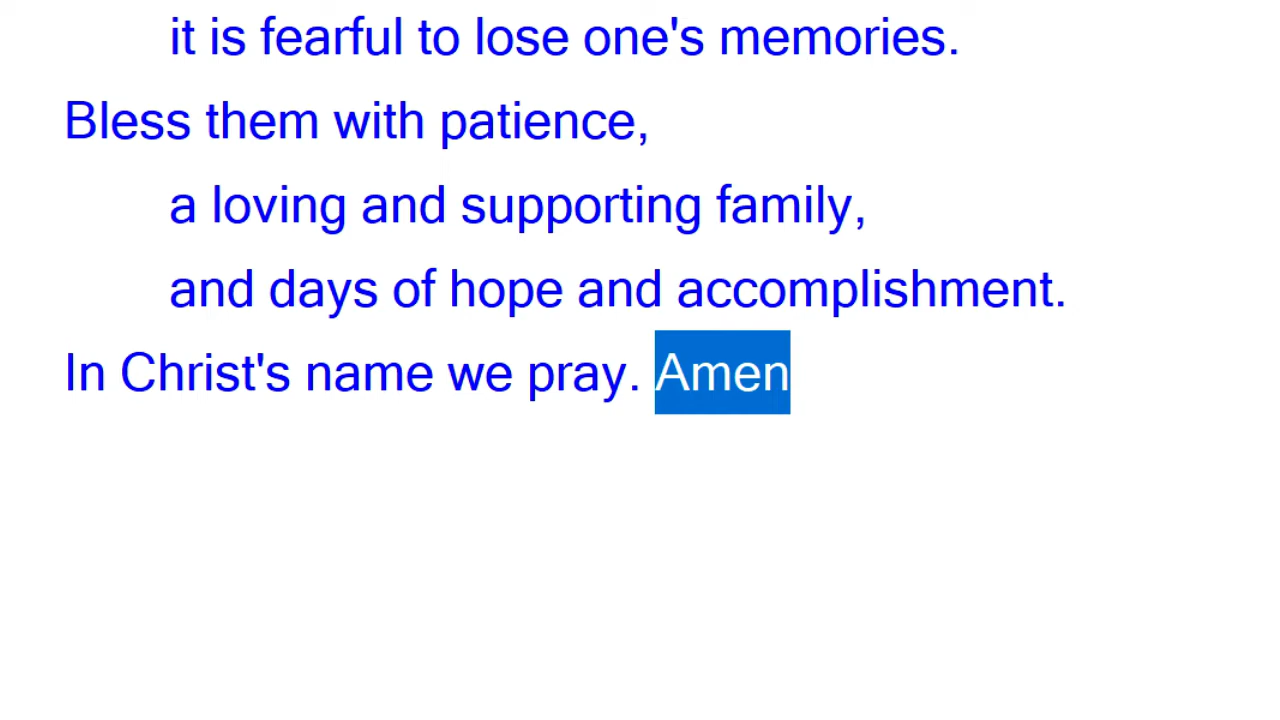 it is fearful to lose one's memories.
Bless them with patience,
a loving and supporting family,
and days of hope and accomplishment.
In Christ's name we pray. Amen